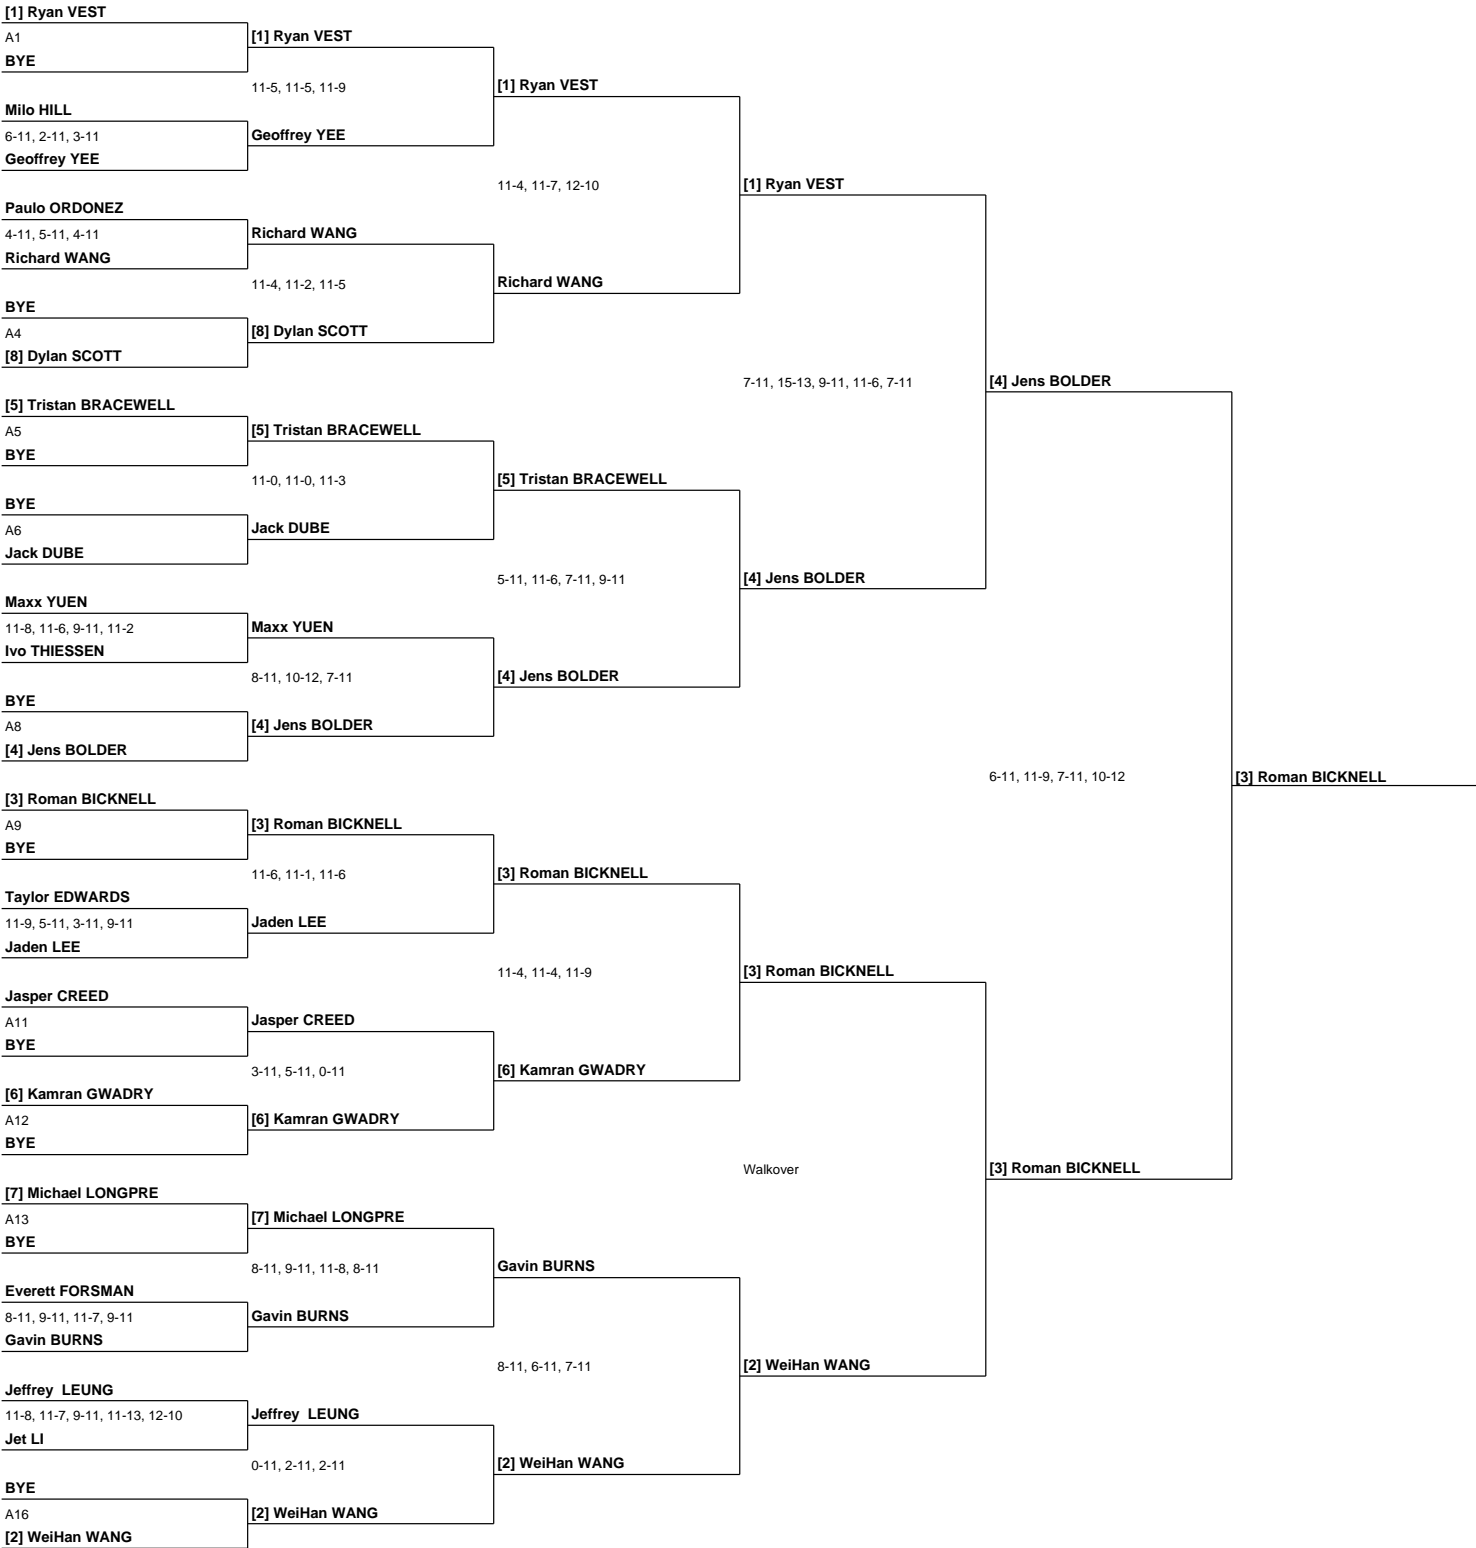 [1] Ryan VEST
A1
[1] Ryan VEST
BYE
11-5, 11-5, 11-9
[1] Ryan VEST
Milo HILL
6-11, 2-11, 3-11
Geoffrey YEE
Geoffrey YEE
11-4, 11-7, 12-10
[1] Ryan VEST
Paulo ORDONEZ
4-11, 5-11, 4-11
Richard WANG
Richard WANG
11-4, 11-2, 11-5
Richard WANG
BYE
A4
[8] Dylan SCOTT
[8] Dylan SCOTT
7-11, 15-13, 9-11, 11-6, 7-11
[4] Jens BOLDER
[5] Tristan BRACEWELL
A5
[5] Tristan BRACEWELL
BYE
11-0, 11-0, 11-3
[5] Tristan BRACEWELL
BYE
A6
Jack DUBE
Jack DUBE
5-11, 11-6, 7-11, 9-11
[4] Jens BOLDER
Maxx YUEN
11-8, 11-6, 9-11, 11-2
Maxx YUEN
Ivo THIESSEN
8-11, 10-12, 7-11
[4] Jens BOLDER
BYE
A8
[4] Jens BOLDER
[4] Jens BOLDER
6-11, 11-9, 7-11, 10-12
[3] Roman BICKNELL
[3] Roman BICKNELL
A9
[3] Roman BICKNELL
BYE
11-6, 11-1, 11-6
[3] Roman BICKNELL
Taylor EDWARDS
11-9, 5-11, 3-11, 9-11
Jaden LEE
Jaden LEE
11-4, 11-4, 11-9
[3] Roman BICKNELL
Jasper CREED
A11
Jasper CREED
BYE
3-11, 5-11, 0-11
[6] Kamran GWADRY
[6] Kamran GWADRY
A12
[6] Kamran GWADRY
BYE
Walkover
[3] Roman BICKNELL
[7] Michael LONGPRE
A13
[7] Michael LONGPRE
BYE
8-11, 9-11, 11-8, 8-11
Gavin BURNS
Everett FORSMAN
8-11, 9-11, 11-7, 9-11
Gavin BURNS
Gavin BURNS
8-11, 6-11, 7-11
[2] WeiHan WANG
Jeffrey  LEUNG
11-8, 11-7, 9-11, 11-13, 12-10
Jeffrey  LEUNG
Jet LI
0-11, 2-11, 2-11
[2] WeiHan WANG
BYE
A16
[2] WeiHan WANG
[2] WeiHan WANG